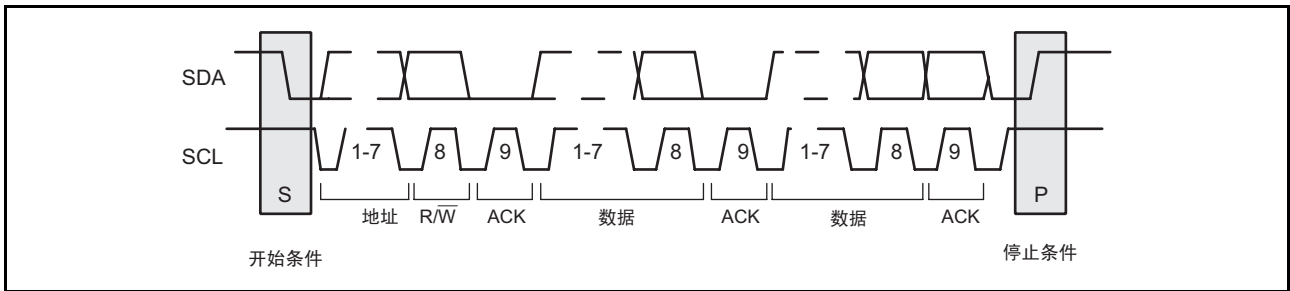 SDA
SCL
1-7 8 9 1-7 8 9 1-7 8 9
S P
地址 R/W̅ ACK 数据 ACK 数据 ACK
开始条件 停止条件